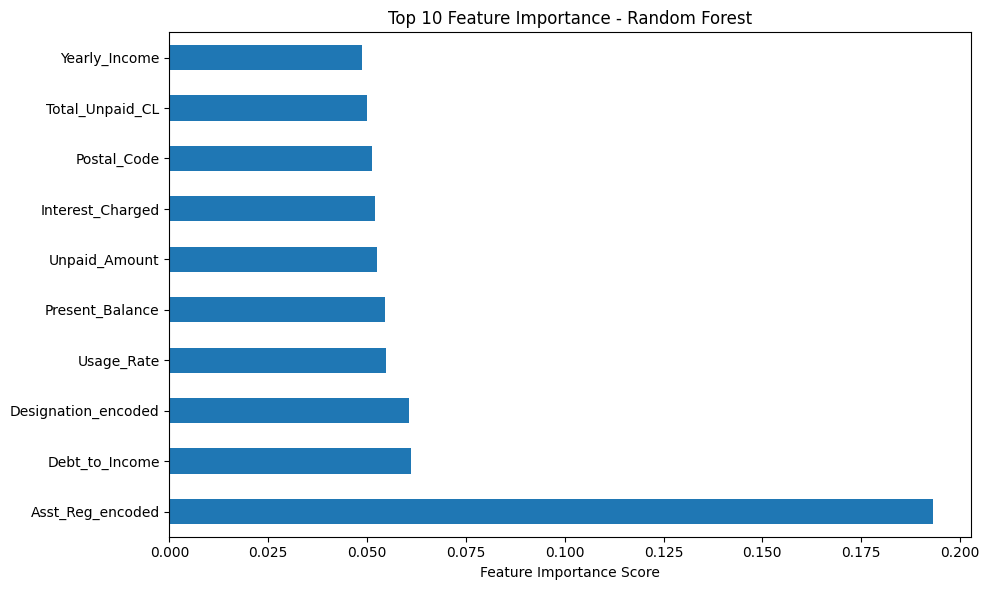 Top 10 Feature Importance - Random Forest
Yearly_Income
Total_Unpaid_CL
Postal_Code
Interest_Charged
Unpaid_Amount
Present_Balance
Usage_Rate
Designation_encoded
Debt_to_Income
Asst_Reg_encoded
0.000 0.025 0.050 0.075 0.100 0.125 0.150 0.175 0.200
Feature Importance Score